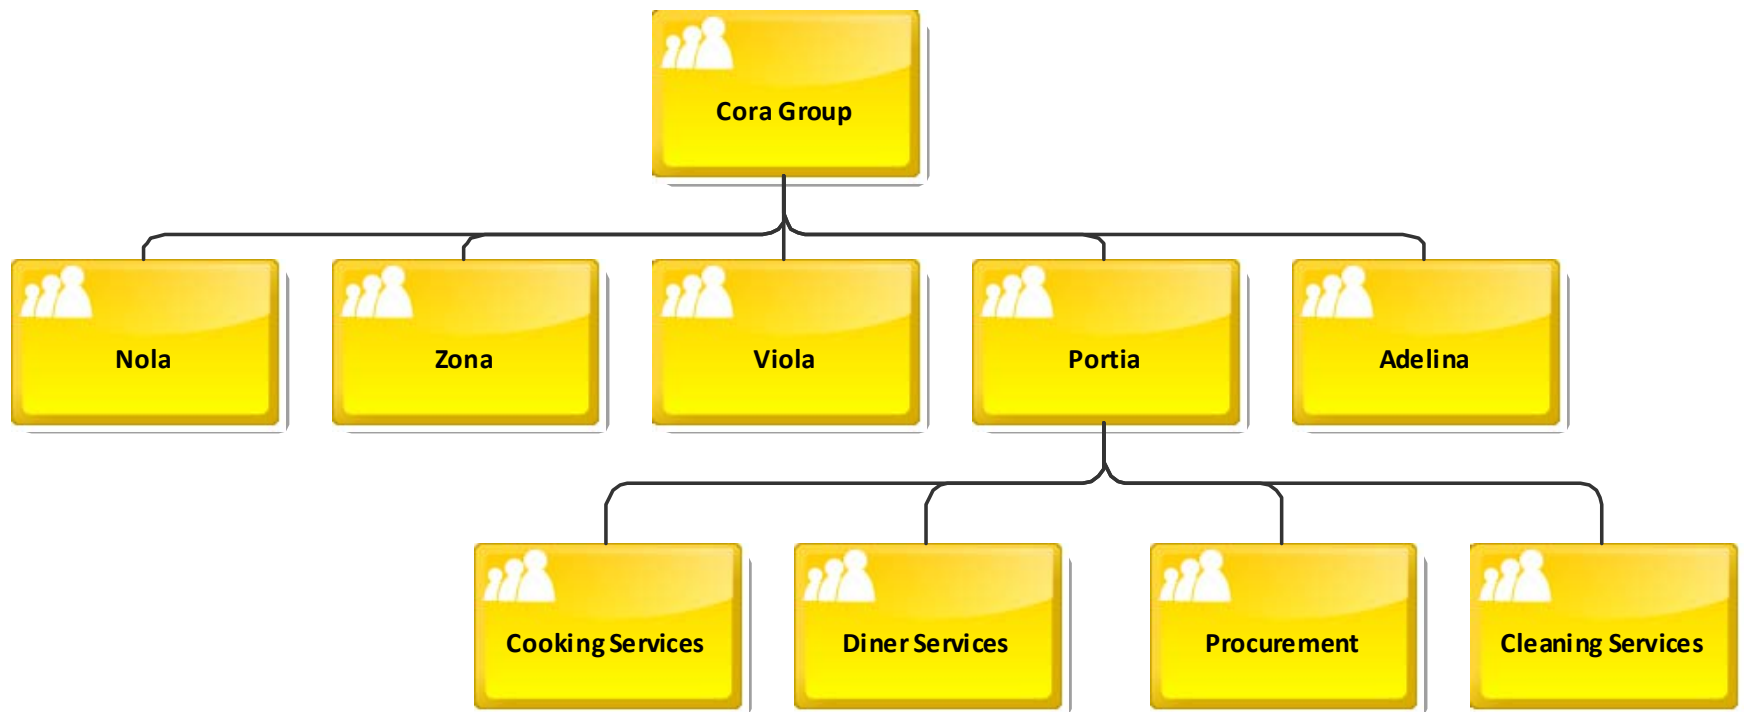 Cora Group
Nola
Zona
Viola
Portia
Adelina
Cooking Services
Diner Services
Procurement
Cleaning Services